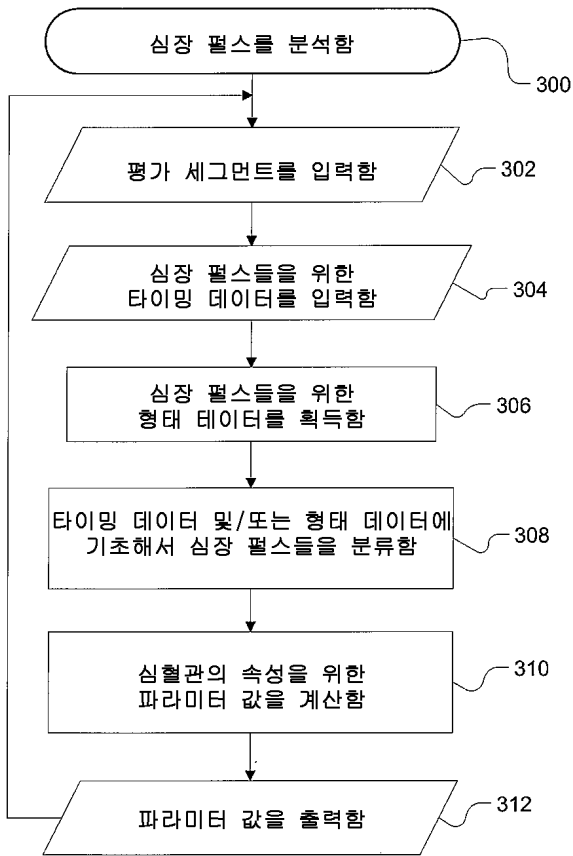 심장 펄스를 분석함
300
평가 세그먼트를 입력함
302
심장 펄스들을 위한
타이밍 데이터를 입력함
304
심장 펄스들을 위한
형태 테이터를 획득함
306
타이밍 데이터 및/또는 형태 데이터에
기초해서 심장 펄스들을 분류함
308
심혈관의 속성을 위한
파라미터 값을 계산함
310
파라미터 값을 출력함
312